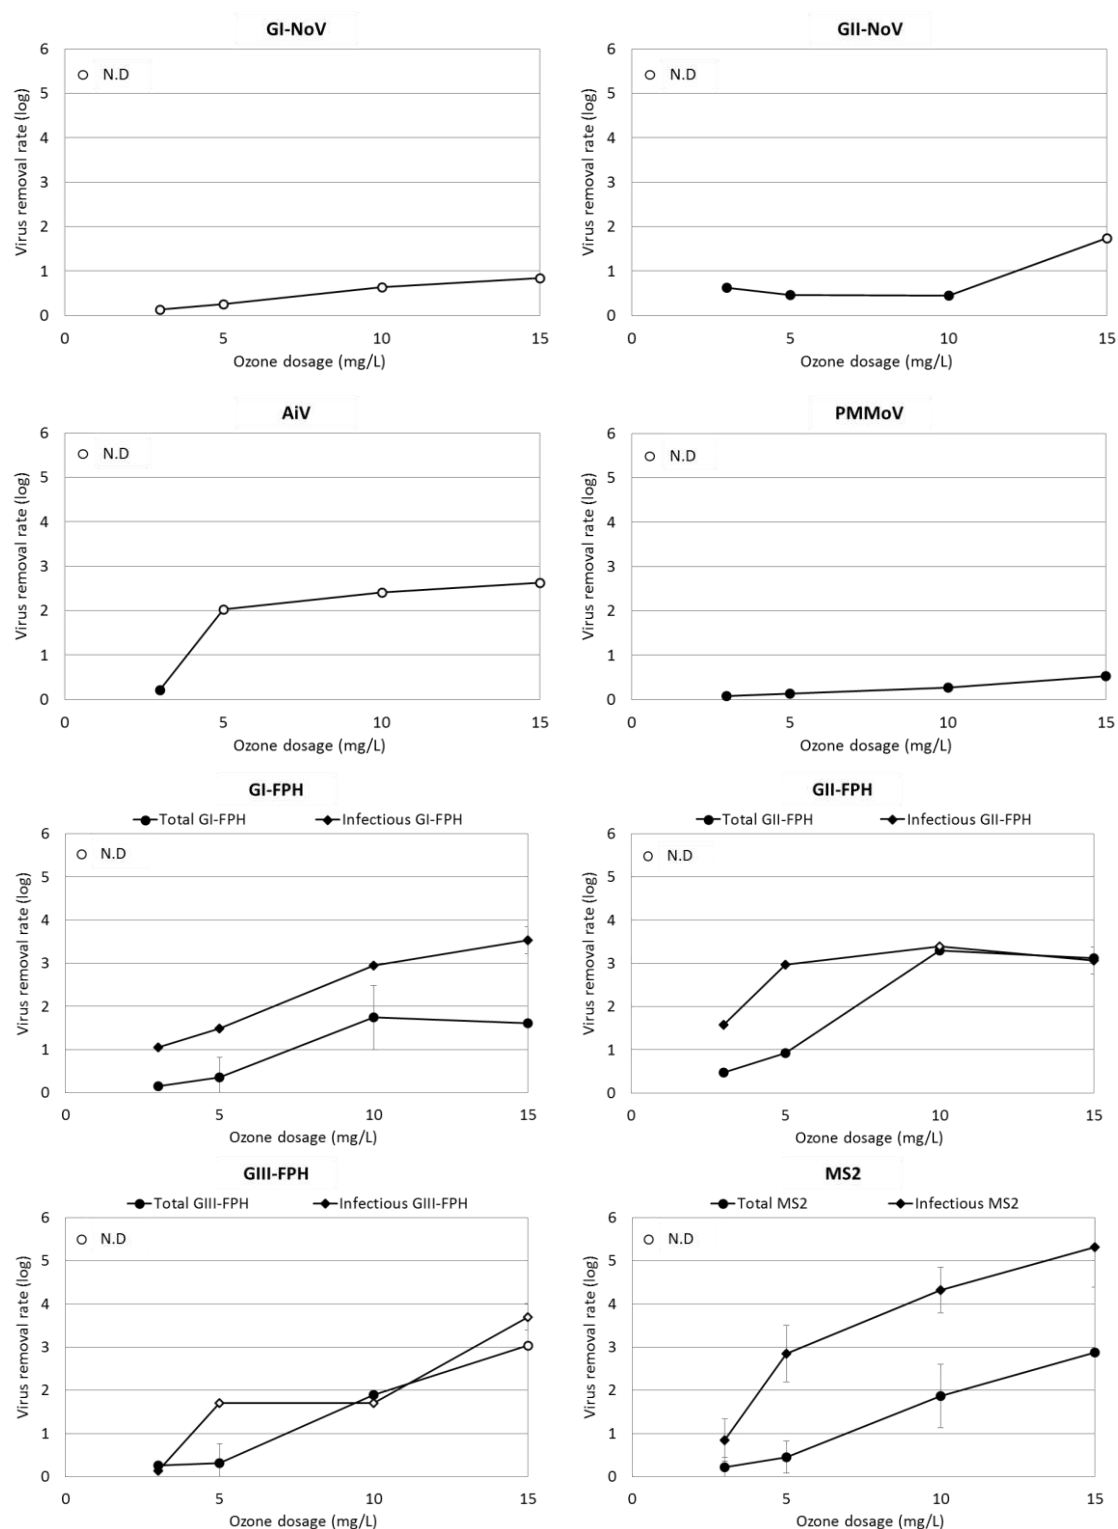 GI-NoV
GII-NoV
Virus removal rate (log)
6
5
4
3
2
1
0
N.D
0
5
10
15
Ozone dosage (mg/L)
Virus removal rate (log)
6
5
4
3
2
1
0
N.D
0
5
10
15
Ozone dosage (mg/L)
AiV
PMMoV
Virus removal rate (log)
6
5
4
3
2
1
0
N.D
0
5
10
15
Ozone dosage (mg/L)
Virus removal rate (log)
6
5
4
3
2
1
0
N.D
0
5
10
15
Ozone dosage (mg/L)
GI-FPH
Total GI-FPH
Infectious GI-FPH
Virus removal rate (log)
6
5
4
3
2
1
0
N.D
0
5
10
15
Ozone dosage (mg/L)
GII-FPH
Total GII-FPH
Infectious GII-FPH
Virus removal rate (log)
6
5
4
3
2
1
0
N.D
0
5
10
15
Ozone dosage (mg/L)
GIII-FPH
Total GIII-FPH
Infectious GIII-FPH
Virus removal rate (log)
6
5
4
3
2
1
0
N.D
0
5
10
15
Ozone dosage (mg/L)
MS2
Total MS2
Infectious MS2
Virus removal rate (log)
6
5
4
3
2
1
0
N.D
0
5
10
15
Ozone dosage (mg/L)